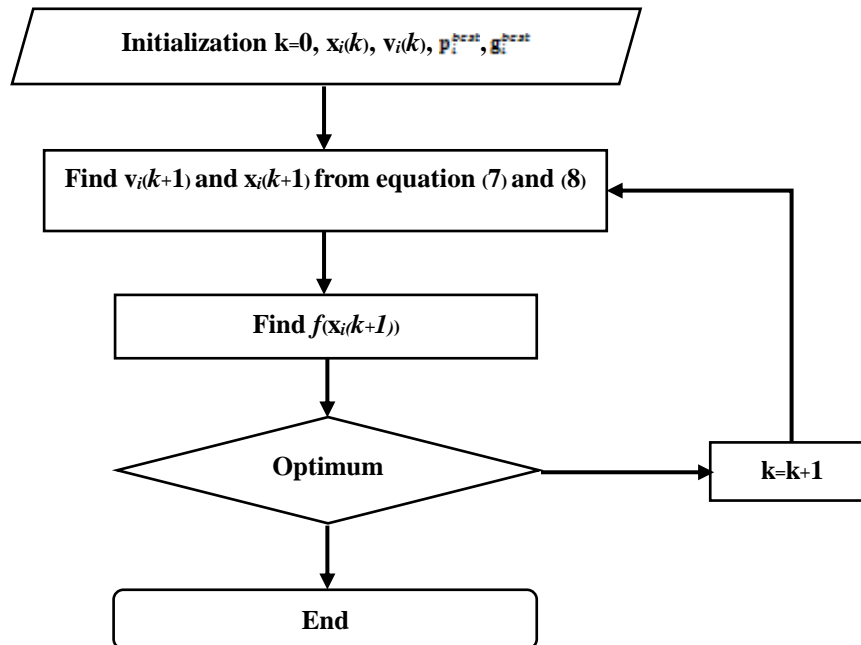 Initialization k=0, xᵢ(k), vᵢ(k), pᵢᵇᵉˢᵗ, gᵢᵇᵉˢᵗ
Find vᵢ(k+1) and xᵢ(k+1) from equation (7) and (8)
Find f(xᵢ(k+1))
Optimum
k=k+1
End